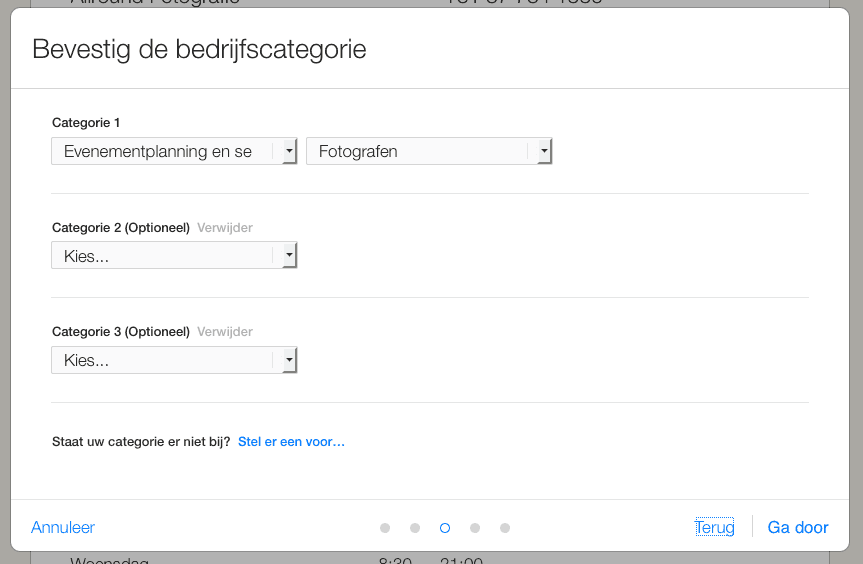 Bevestig de bedrijfscategorie
Categorie 1
Evenementplanning en se Fotografen
Categorie 2 (Optioneel) Verwijder
Kies...
Categorie 3 (Optioneel) Verwijder
Kies...
Staat uw categorie er niet bij? Stel er een voor...
Annuleer Terug Ga door
Woensdag 8:30 21:00